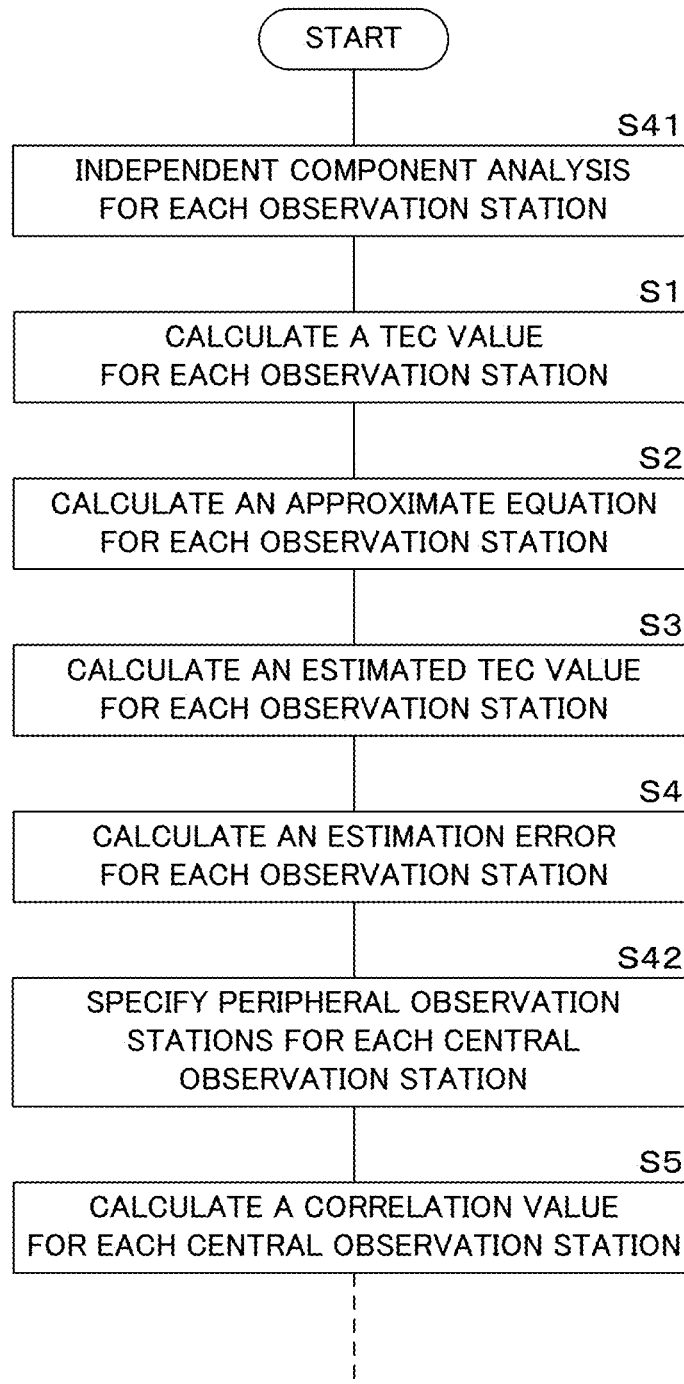 START
S41
INDEPENDENT COMPONENT ANALYSIS
FOR EACH OBSERVATION STATION
S1
CALCULATE A TEC VALUE
FOR EACH OBSERVATION STATION
S2
CALCULATE AN APPROXIMATE EQUATION
FOR EACH OBSERVATION STATION
S3
CALCULATE AN ESTIMATED TEC VALUE
FOR EACH OBSERVATION STATION
S4
CALCULATE AN ESTIMATION ERROR
FOR EACH OBSERVATION STATION
S42
SPECIFY PERIPHERAL OBSERVATION
STATIONS FOR EACH CENTRAL
OBSERVATION STATION
S5
CALCULATE A CORRELATION VALUE
FOR EACH CENTRAL OBSERVATION STATION